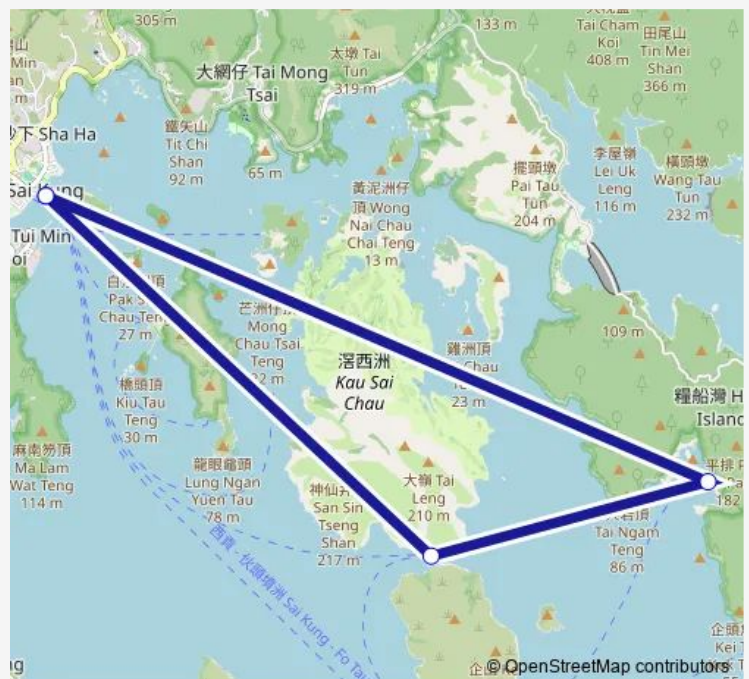 305 m
133 m
Tai Cham
Koi
408 m
田尾山
Tin Mei
Shan
366 m
太墩 Tai
Tun
319 m
大網仔 Tai Mong
Tsai
Sha Ha
鐵矢山
Tit Chi
Shan
92 m
65 m
擺頭墩
Pai Tau
Tun
204 m
李屋嶺
Lei Uk
Leng
116 m
橫頭墩
Wang Tau
Tun
232 m
黃泥洲仔
頂 Wong
Nai Chau
Chai Teng
13 m
Sai Kung
Tui Min
oi
Chau Teng
27 m
芒洲仔頂
Mong
Chau Tsai
Teng
滘西洲
Kau Sai
Chau
雞洲頂
Chau
23 m
109 m
糧船灣 H
Island
橋頭頂
Kiu Tau
Teng
30 m
麻南笏頂
Ma Lam
Wat Teng
114 m
龍眼龜頭
Lung Ngan
Yuen Tau
78 m
San Sin
Tseng
Shan
217 m
大嶺 Tai
Leng
210 m
平排 P
182
Tai Ngam
Teng
86 m
西貢 - 伙頭墳洲 Sai Kung - Fo Tau
企頭
Kei T
© OpenStreetMap contributors